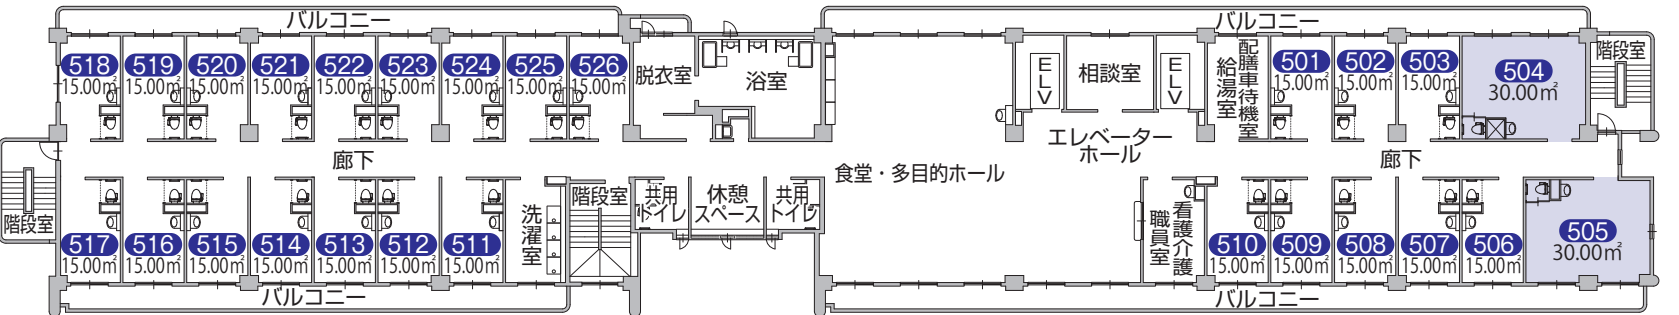 バルコニー
バルコニー
518
15.00㎡
519
15.00㎡
520
15.00㎡
521
15.00㎡
522
15.00㎡
523
15.00㎡
524
15.00㎡
525
15.00㎡
526
15.00㎡
脱衣室
浴室
ELV
相談室
ELV
配膳車待機室
給湯室
501
15.00㎡
502
15.00㎡
503
15.00㎡
504
30.00㎡
階段室
廊下
エレベーター
ホール
食堂・多目的ホール
廊下
階段室
517
15.00㎡
516
15.00㎡
515
15.00㎡
514
15.00㎡
513
15.00㎡
512
15.00㎡
511
15.00㎡
洗濯室
階段室
共用
トイレ
休憩
スペース
共用
トイレ
看護介護
職員室
510
15.00㎡
509
15.00㎡
508
15.00㎡
507
15.00㎡
506
15.00㎡
505
30.00㎡
バルコニー
バルコニー